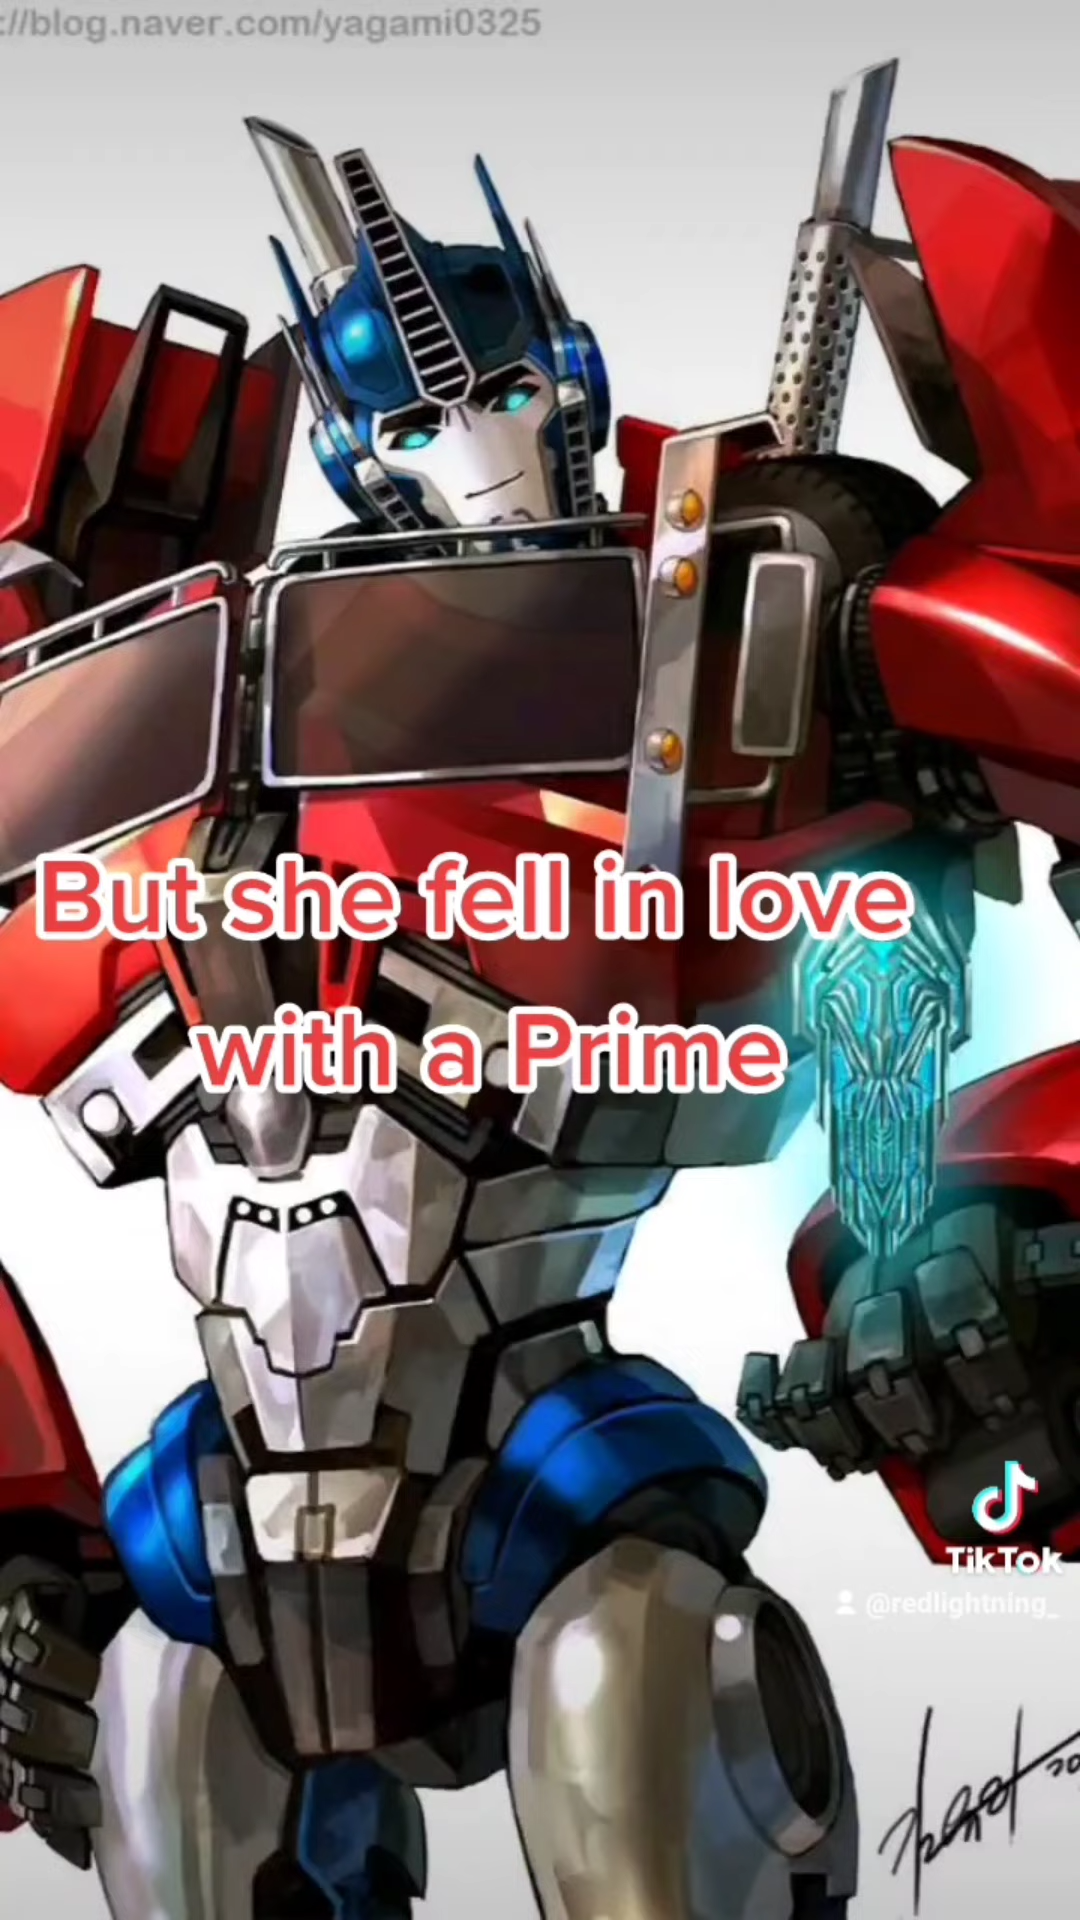 ://blog.naver.com/yagami0325
But she fell in love
with a Prime
TikTok
@redlightning_